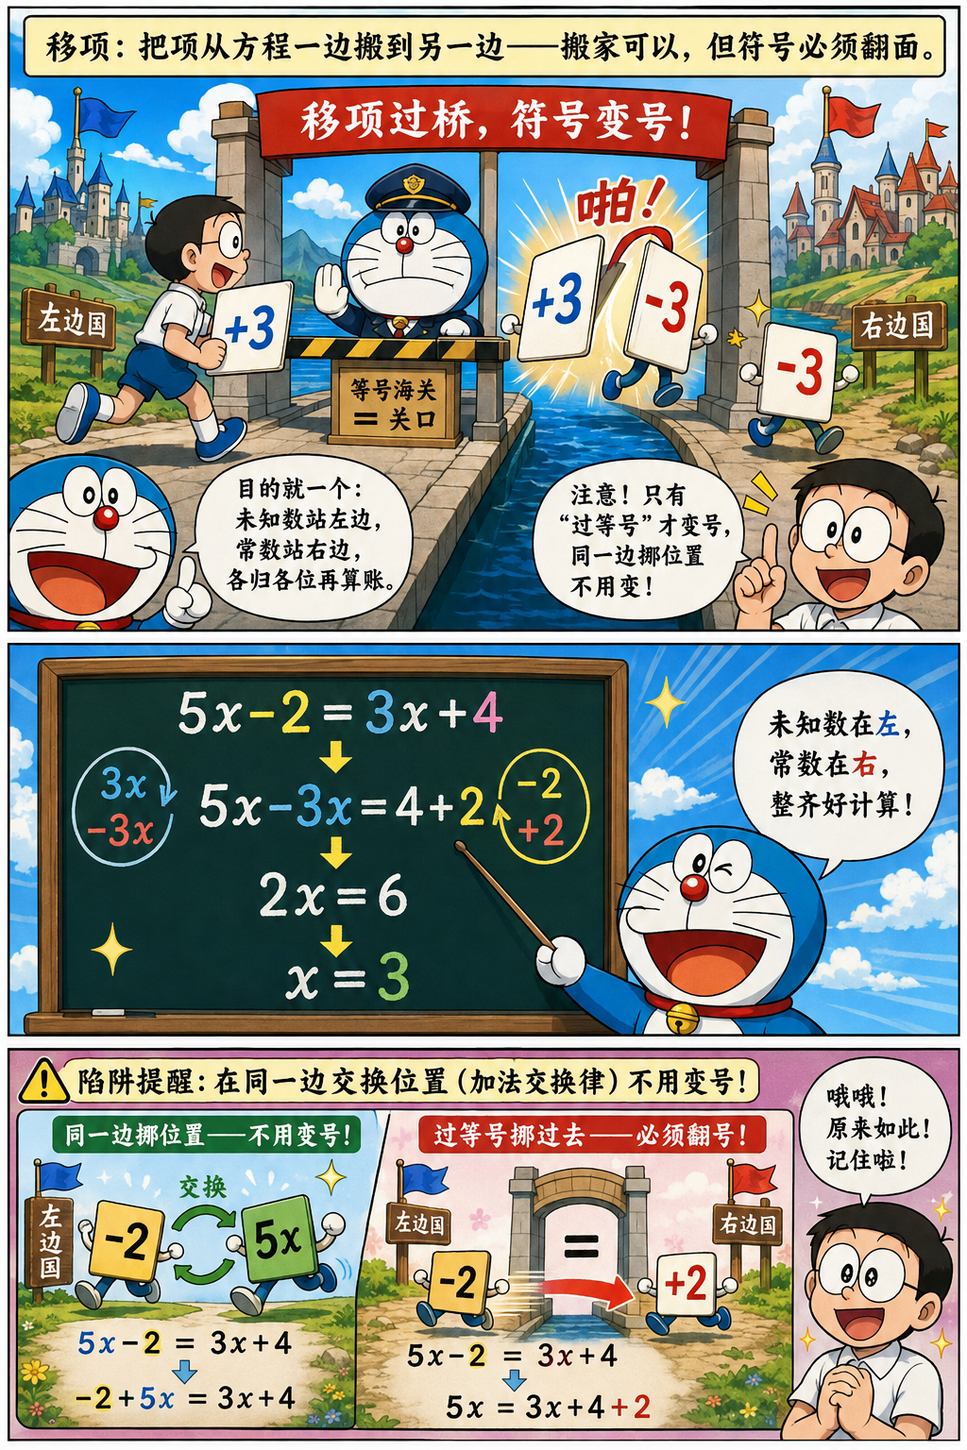 移项：把项从方程一边搬到另一边——搬家可以，但符号必须翻面。
移项过桥，符号变号！
啪！
+3
+3
-3
-3
左边国
右边国
等号海关
= 关口
目的就一个：
未知数站左边，
常数站右边，
各归各位再算账。
注意！只有
“过等号”才变号，
同一边挪位置
不用变！
5x-2=3x+4
3x
-3x
5x-3x=4+2
-2
+2
2x=6
x=3
未知数在左，
常数在右，
整齐好计算！
陷阱提醒：在同一边交换位置（加法交换律）不用变号！
同一边挪位置——不用变号！
左边国
交换
-2
5x
5x-2 = 3x+4
-2+5x = 3x+4
过等号挪过去——必须翻号！
左边国
右边国
=
-2
+2
5x-2 = 3x+4
5x = 3x+4+2
哦哦！
原来如此！
记住啦！